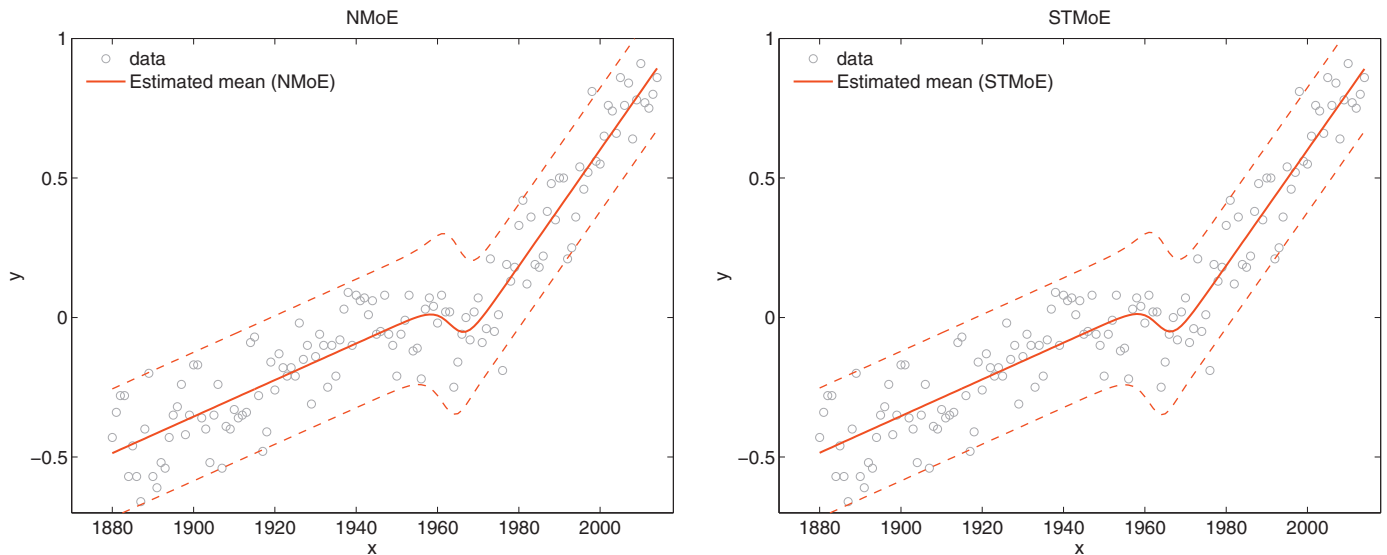 NMoE
1
data
Estimated mean (NMoE)
0.5
y
0
−0.5
1880 1900 1920 1940 1960 1980 2000
x
STMoE
1
data
Estimated mean (STMoE)
0.5
y
0
−0.5
1880 1900 1920 1940 1960 1980 2000
x